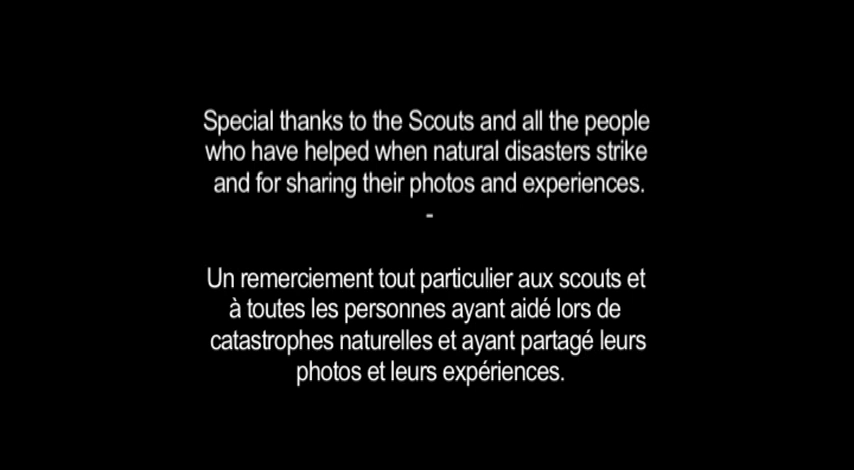 Special thanks to the Scouts and all the people
who have helped when natural disasters strike
and for sharing their photos and experiences.
-
Un remerciement tout particulier aux scouts et
à toutes les personnes ayant aidé lors de
catastrophes naturelles et ayant partagé leurs
photos et leurs expériences.